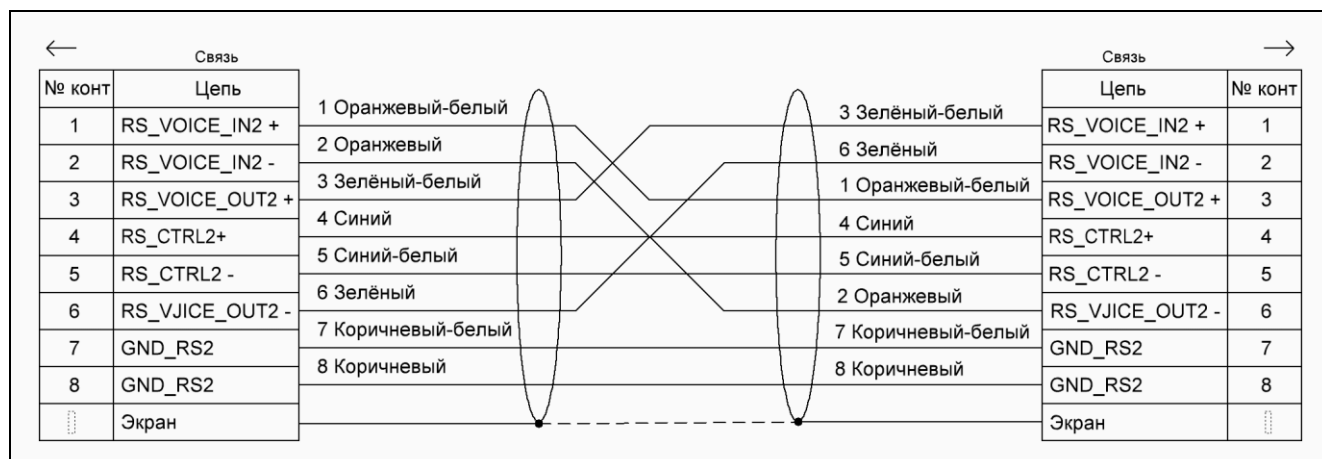 ← Связь Связь →
№ конт Цепь Цепь № конт
1 RS_VOICE_IN2 + 1 Оранжевый-белый 3 Зелёный-белый RS_VOICE_IN2 + 1
2 RS_VOICE_IN2 - 2 Оранжевый 6 Зелёный RS_VOICE_IN2 - 2
3 RS_VOICE_OUT2 + 3 Зелёный-белый 1 Оранжевый-белый RS_VOICE_OUT2 + 3
4 RS_CTRL2+ 4 Синий 4 Синий RS_CTRL2+ 4
5 RS_CTRL2 - 5 Синий-белый 5 Синий-белый RS_CTRL2 - 5
6 RS_VJICE_OUT2 - 6 Зелёный 2 Оранжевый RS_VJICE_OUT2 - 6
7 GND_RS2 7 Коричневый-белый 7 Коричневый-белый GND_RS2 7
8 GND_RS2 8 Коричневый 8 Коричневый GND_RS2 8
Экран Экран